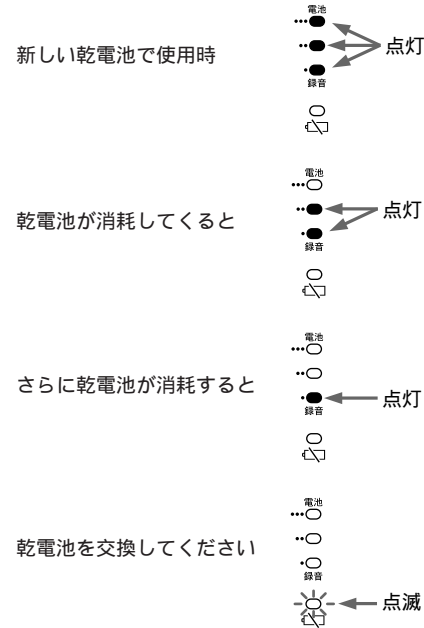 新しい乾電池で使用時
電池
点灯
録音
乾電池が消耗してくると
電池
点灯
録音
さらに乾電池が消耗すると
電池
点灯
録音
乾電池を交換してください
電池
録音
点滅